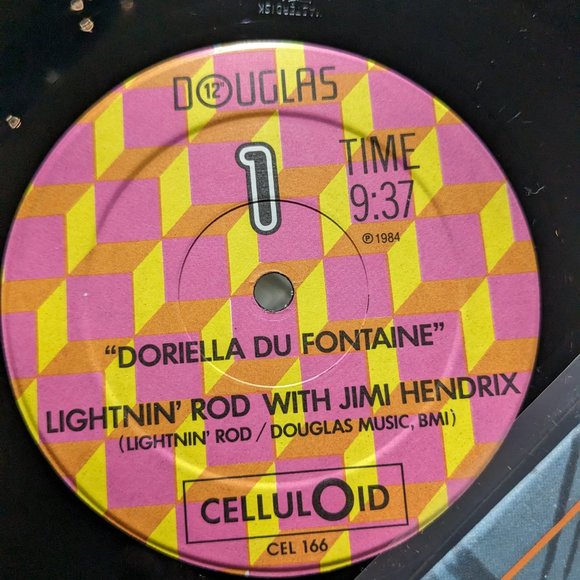 MASTERDISK
DOUGLAS
12"
1
TIME
9:37
℗ 1984
"DORIELLA DU FONTAINE"
LIGHTNIN' ROD WITH JIMI HENDRIX
(LIGHTNIN' ROD / DOUGLAS MUSIC, BMI)
CELLULOID
CEL 166